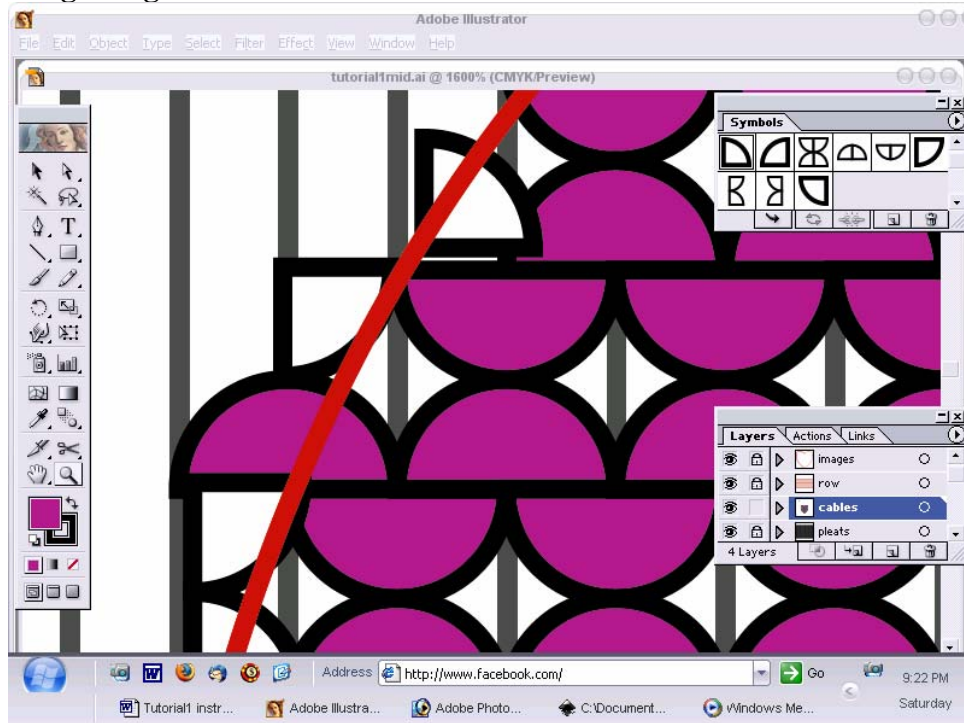 Adobe Illustrator
File Edit Object Type Select Filter Effect View Window Help
tutorial1mid.ai @ 1600% (CMYK/Preview)
Symbols
Layers Actions Links
images
row
cables
pleats
4 Layers
Address http://www.facebook.com/ Go
9:22 PM
Tutorial1 instr... Adobe Illustra... Adobe Photo... C:\Document... Windows Me...
Saturday